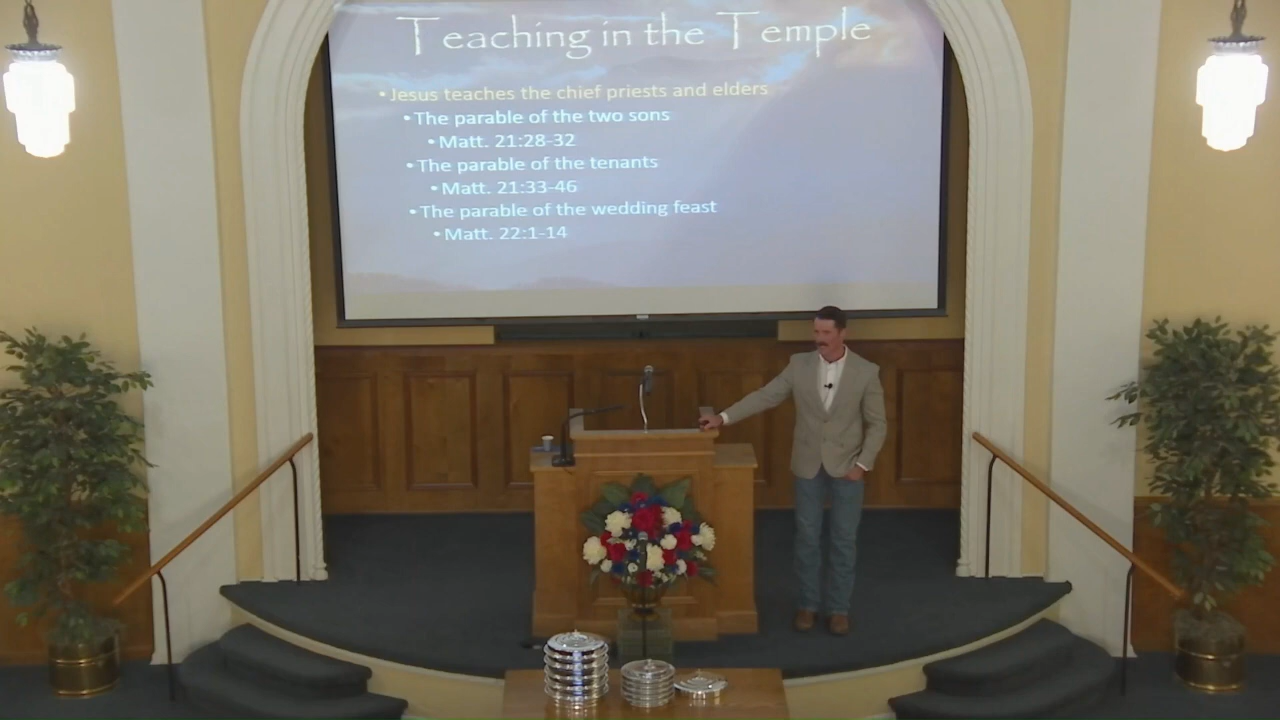 Teaching in the Temple
• Jesus teaches the chief priests and elders
• The parable of the two sons
• Matt. 21:28-32
• The parable of the tenants
• Matt. 21:33-46
• The parable of the wedding feast
• Matt. 22:1-14